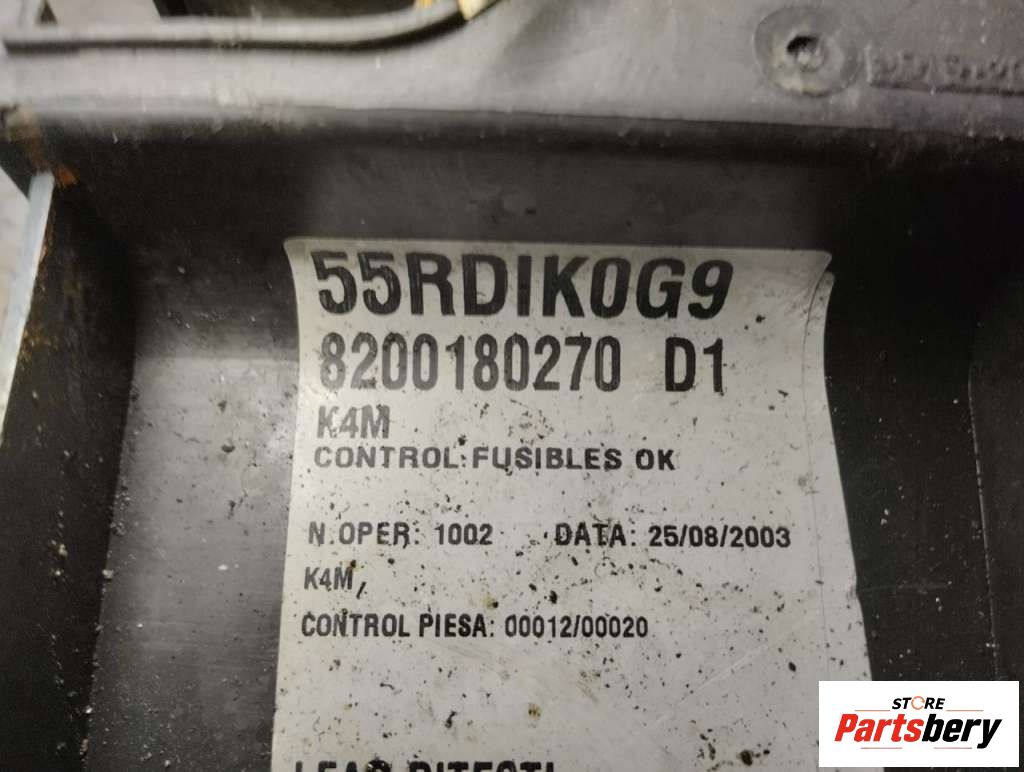 55RDIK0G9
8200180270 D1
K4M
CONTROL:FUSIBLES OK
N.OPER: 1002 DATA: 25/08/2003
K4M,
CONTROL PIESA: 00012/00020
STORE
Partsbery